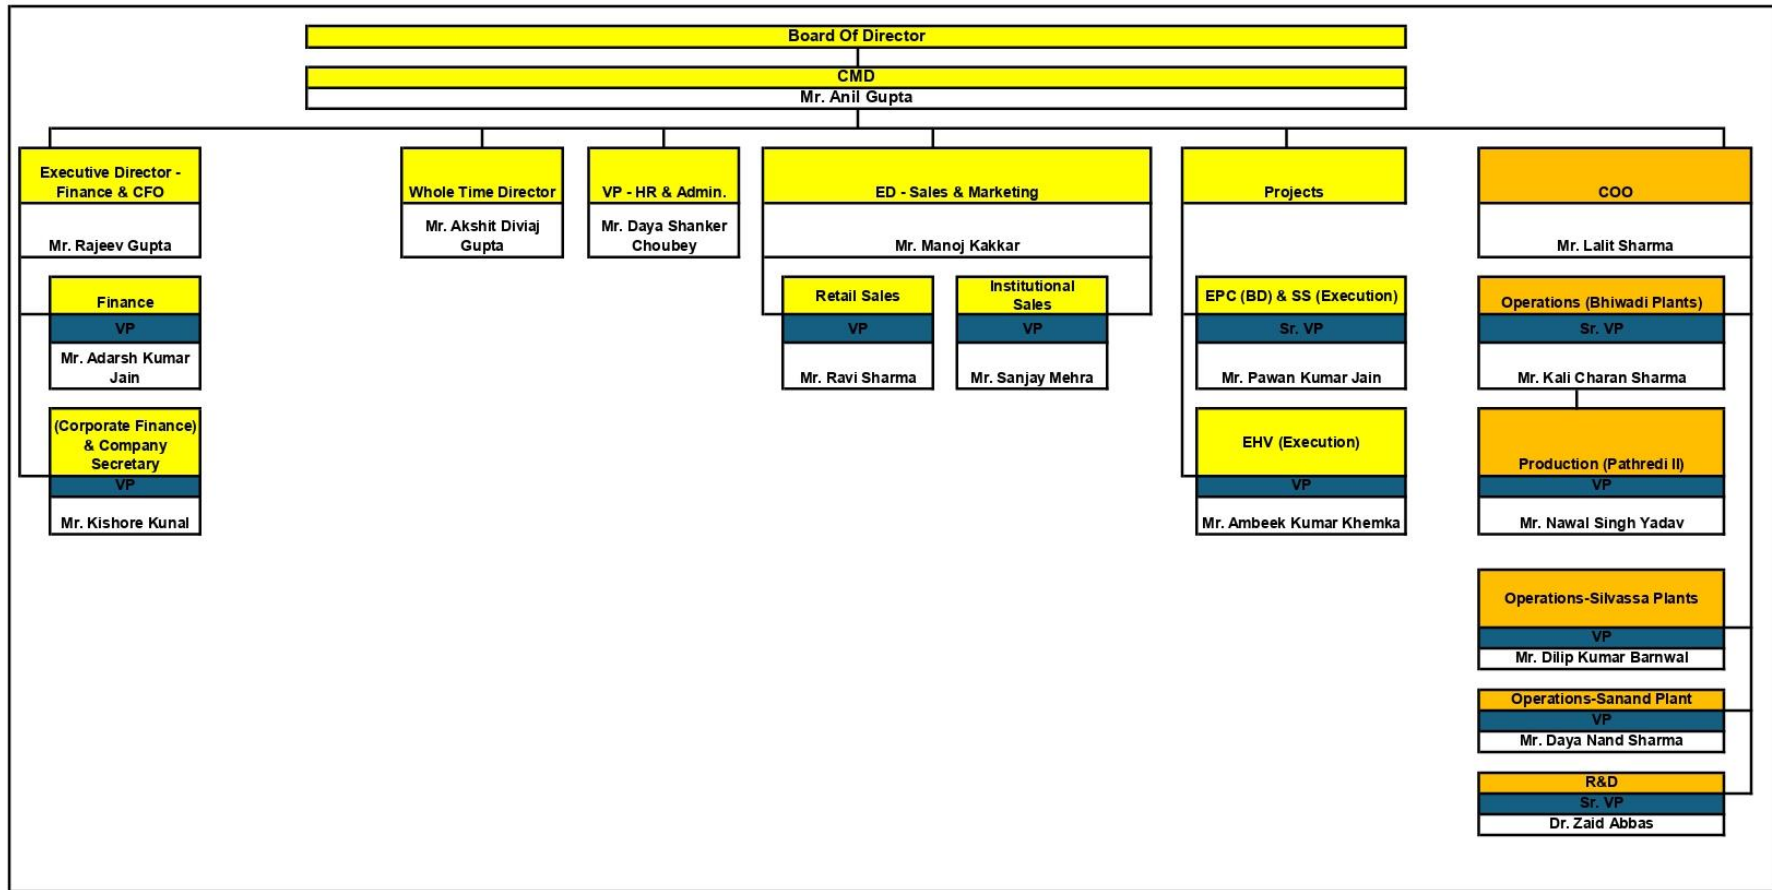 Board Of Director
CMD
Mr. Anil Gupta
Executive Director -
Finance & CFO
Mr. Rajeev Gupta
Finance
VP
Mr. Adarsh Kumar
Jain
(Corporate Finance)
& Company
Secretary
VP
Mr. Kishore Kunal
Whole Time Director
Mr. Akshit Diviaj
Gupta
VP - HR & Admin.
Mr. Daya Shanker
Choubey
ED - Sales & Marketing
Mr. Manoj Kakkar
Retail Sales
VP
Mr. Ravi Sharma
Institutional
Sales
VP
Mr. Sanjay Mehra
Projects
EPC (BD) & SS (Execution)
Sr. VP
Mr. Pawan Kumar Jain
EHV (Execution)
VP
Mr. Ambeek Kumar Khemka
COO
Mr. Lalit Sharma
Operations (Bhiwadi Plants)
Sr. VP
Mr. Kali Charan Sharma
Production (Pathredi II)
VP
Mr. Nawal Singh Yadav
Operations-Silvassa Plants
VP
Mr. Dilip Kumar Barnwal
Operations-Sanand Plant
VP
Mr. Daya Nand Sharma
R&D
Sr. VP
Dr. Zaid Abbas